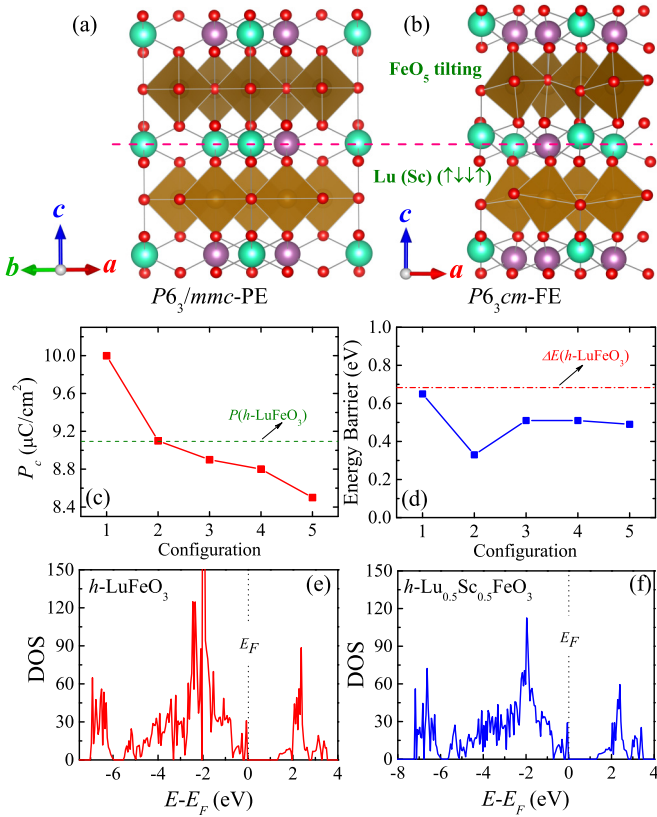 (a)
(b)
FeO5 tilting
Lu (Sc) (↑↓↓↑)
c
b
a
c
a
P63/mmc-PE
P63cm-FE
10.0
9.6
9.2
8.8
8.4
Pc (μC/cm2)
P(h-LuFeO3)
(c)
1 2 3 4 5
Configuration
1.0
0.8
0.6
0.4
0.2
0.0
Energy Barrier (eV)
ΔE(h-LuFeO3)
(d)
1 2 3 4 5
Configuration
150
120
90
60
30
0
DOS
h-LuFeO3
(e)
EF
-6 -4 -2 0 2 4
E-EF (eV)
150
120
90
60
30
0
DOS
h-Lu0.5Sc0.5FeO3
(f)
EF
-8 -6 -4 -2 0 2 4
E-EF (eV)